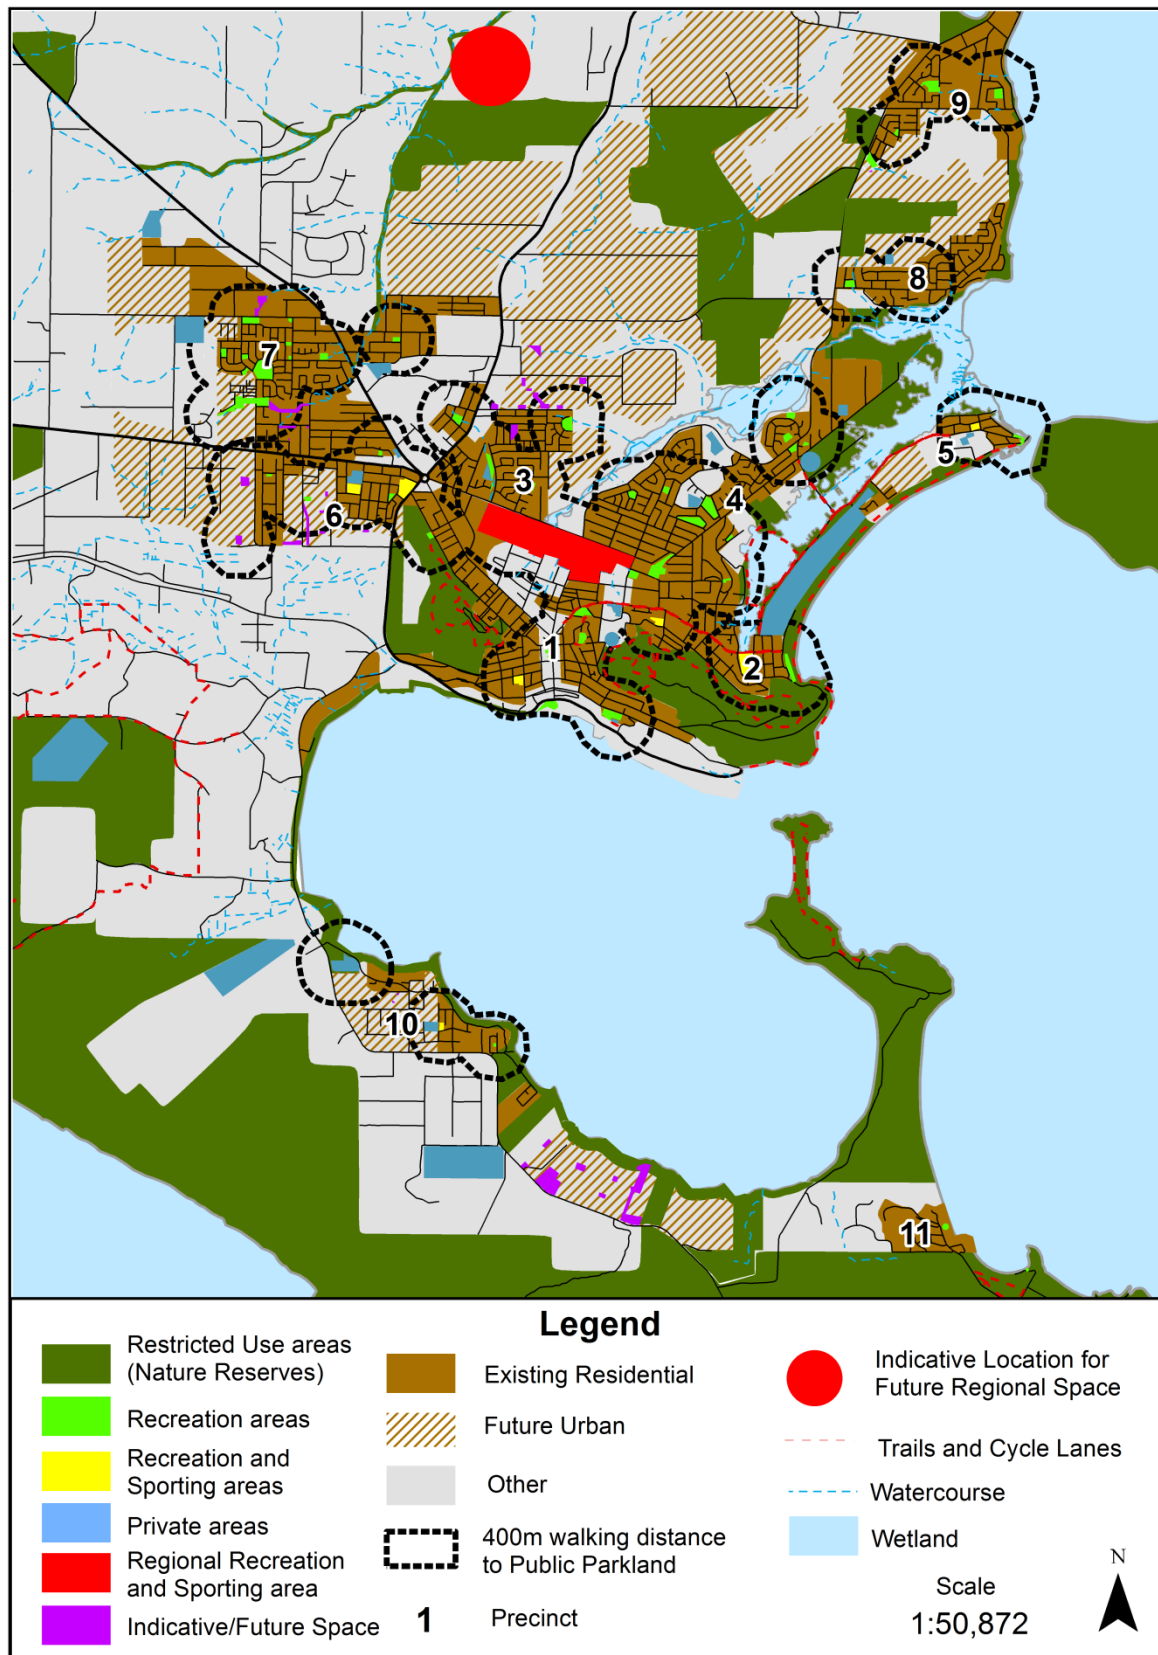 9
8
7
5
3
4
6
1
2
10
11
Legend
Restricted Use areas
(Nature Reserves)
Recreation areas
Recreation and
Sporting areas
Private areas
Regional Recreation
and Sporting area
Indicative/Future Space
Existing Residential
Future Urban
Other
400m walking distance
to Public Parkland
1 Precinct
Indicative Location for
Future Regional Space
Trails and Cycle Lanes
Watercourse
Wetland
Scale
1:50,872
N